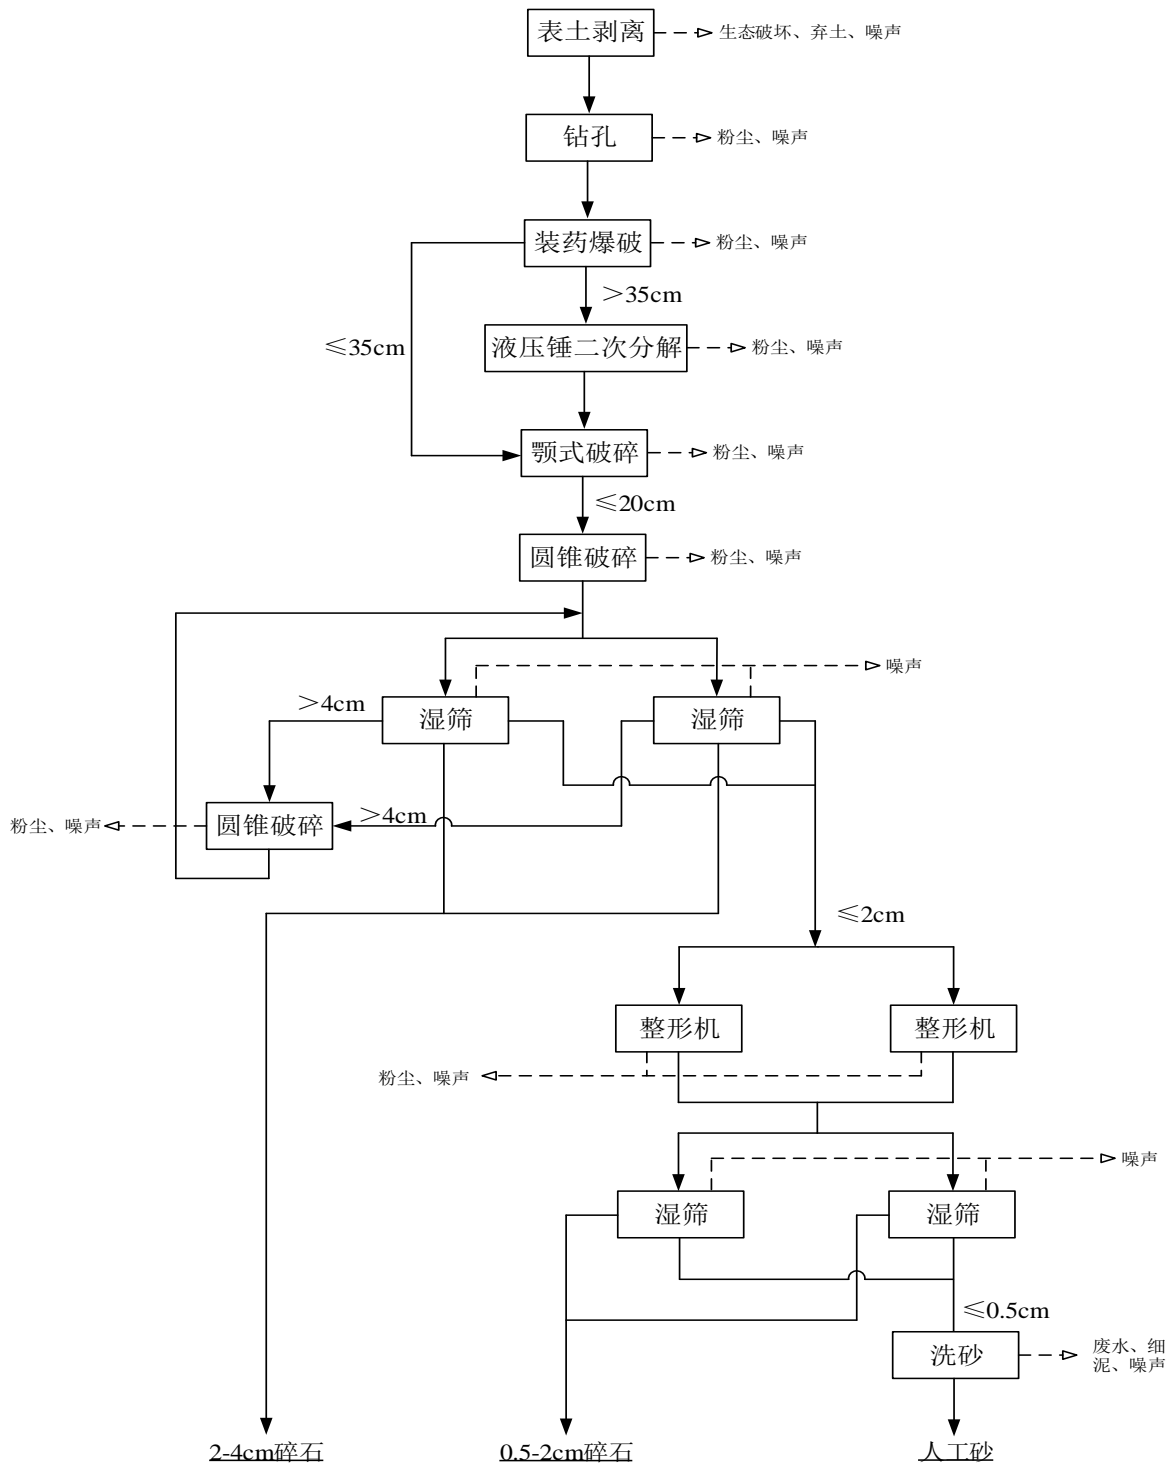 表土剥离
生态破坏、弃土、噪声
钻孔
粉尘、噪声
装药爆破
粉尘、噪声
＞35cm
≤35cm
液压锤二次分解
粉尘、噪声
颚式破碎
粉尘、噪声
≤20cm
圆锥破碎
粉尘、噪声
噪声
＞4cm
湿筛
湿筛
粉尘、噪声
圆锥破碎
＞4cm
≤2cm
整形机
整形机
粉尘、噪声
噪声
湿筛
湿筛
≤0.5cm
洗砂
废水、细
泥、噪声
2-4cm碎石
0.5-2cm碎石
人工砂